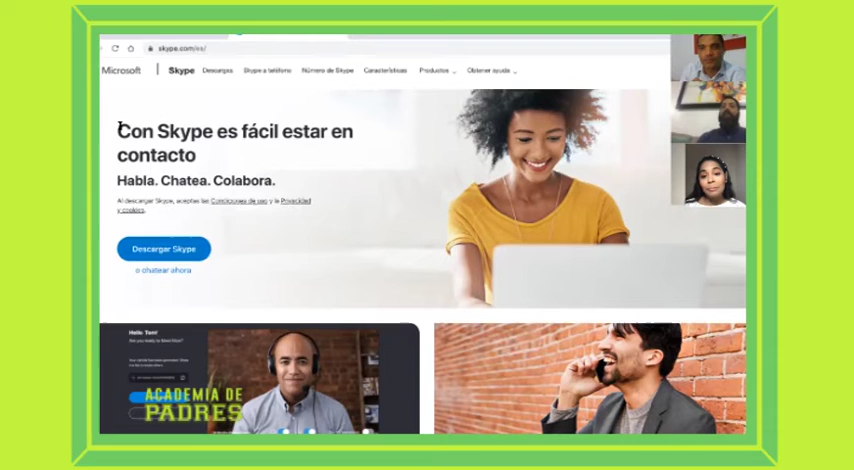 skype.com/es/
Microsoft | Skype Descargas Skype a teléfono Número de Skype Características Productos Obtener ayuda
Con Skype es fácil estar en
contacto
Habla. Chatea. Colabora.
Al descargar Skype, aceptas las Condiciones de uso y la Privacidad
y cookies.
Descargar Skype
o chatear ahora
Hello Tom!
ACADEMIA DE
PADRES